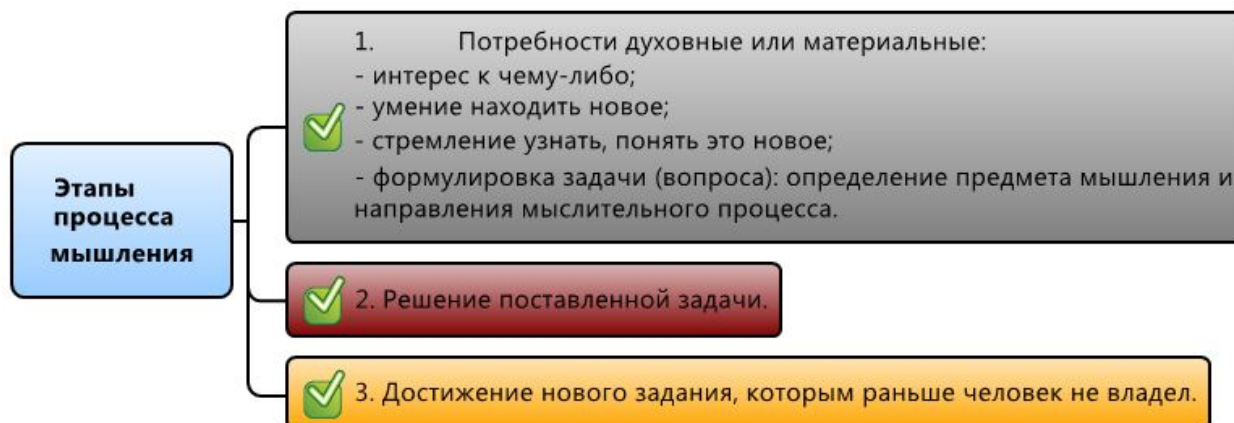 Этапы
процесса
мышления
1. Потребности духовные или материальные:
- интерес к чему-либо;
- умение находить новое;
- стремление узнать, понять это новое;
- формулировка задачи (вопроса): определение предмета мышления и
направления мыслительного процесса.
2. Решение поставленной задачи.
3. Достижение нового задания, которым раньше человек не владел.